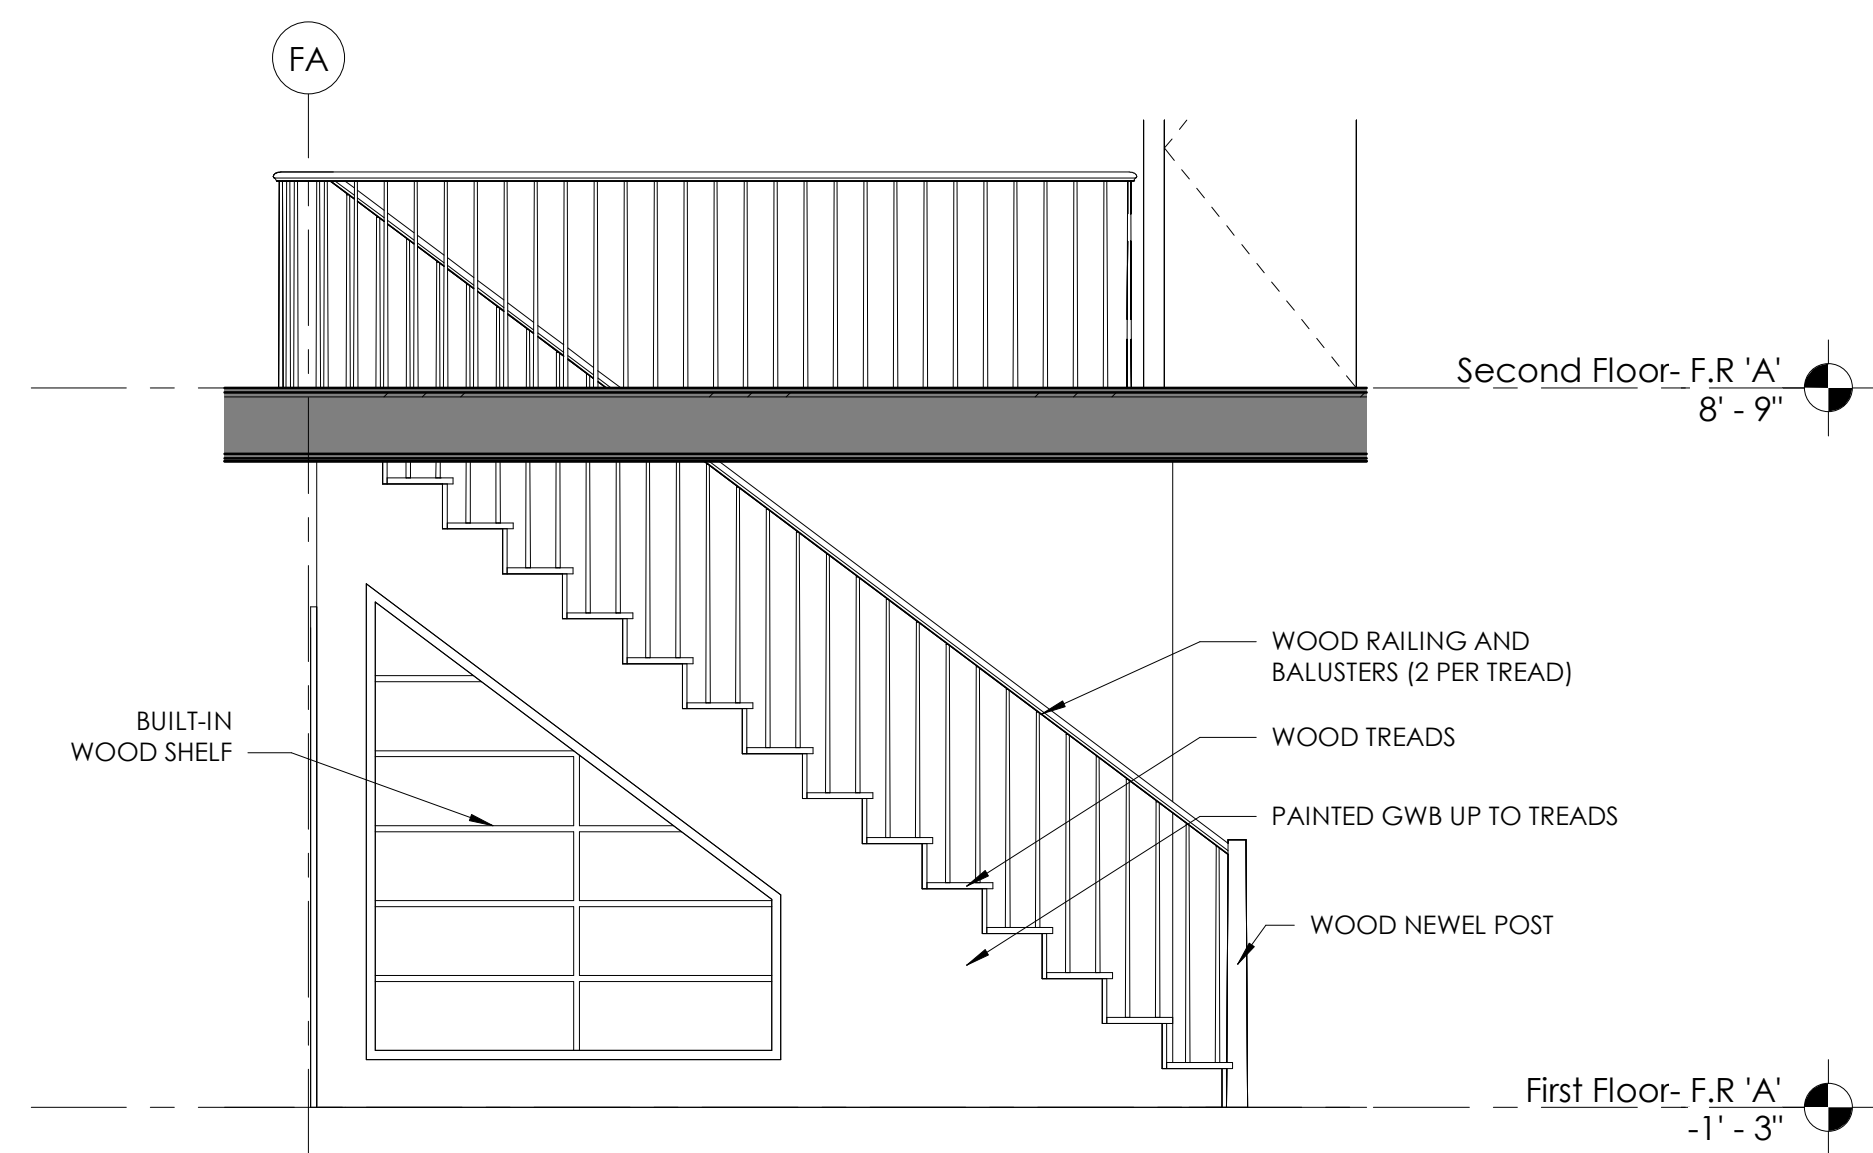 FA
Second Floor- F.R 'A'
8' - 9"
WOOD RAILING AND
BALUSTERS (2 PER TREAD)
BUILT-IN
WOOD SHELF
WOOD TREADS
PAINTED GWB UP TO TREADS
WOOD NEWEL POST
First Floor- F.R 'A'
-1' - 3"